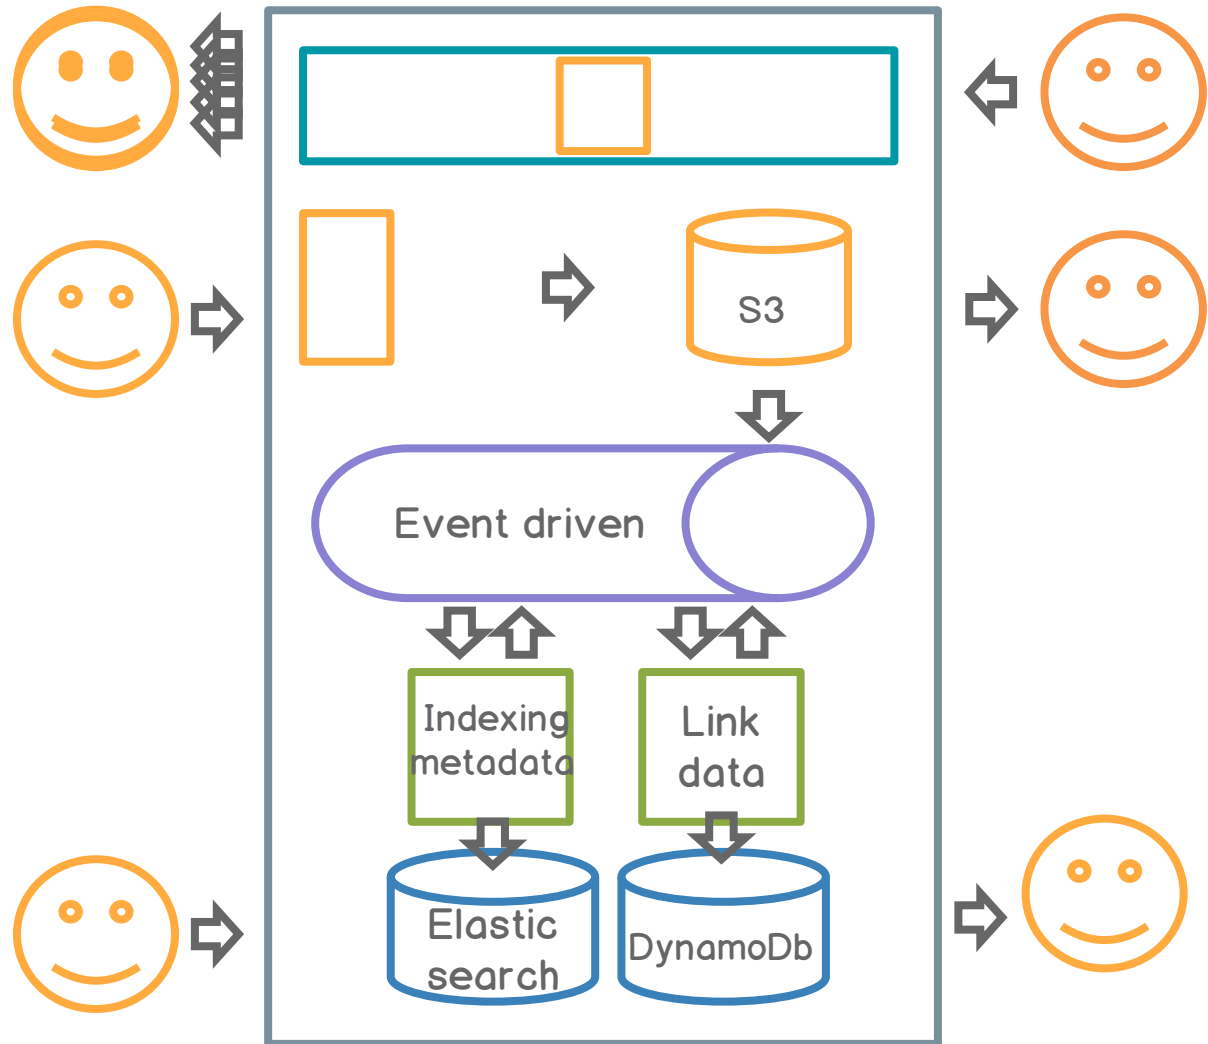 S3
Event driven
Indexing
metadata
Link
data
Elastic
search
DynamoDb